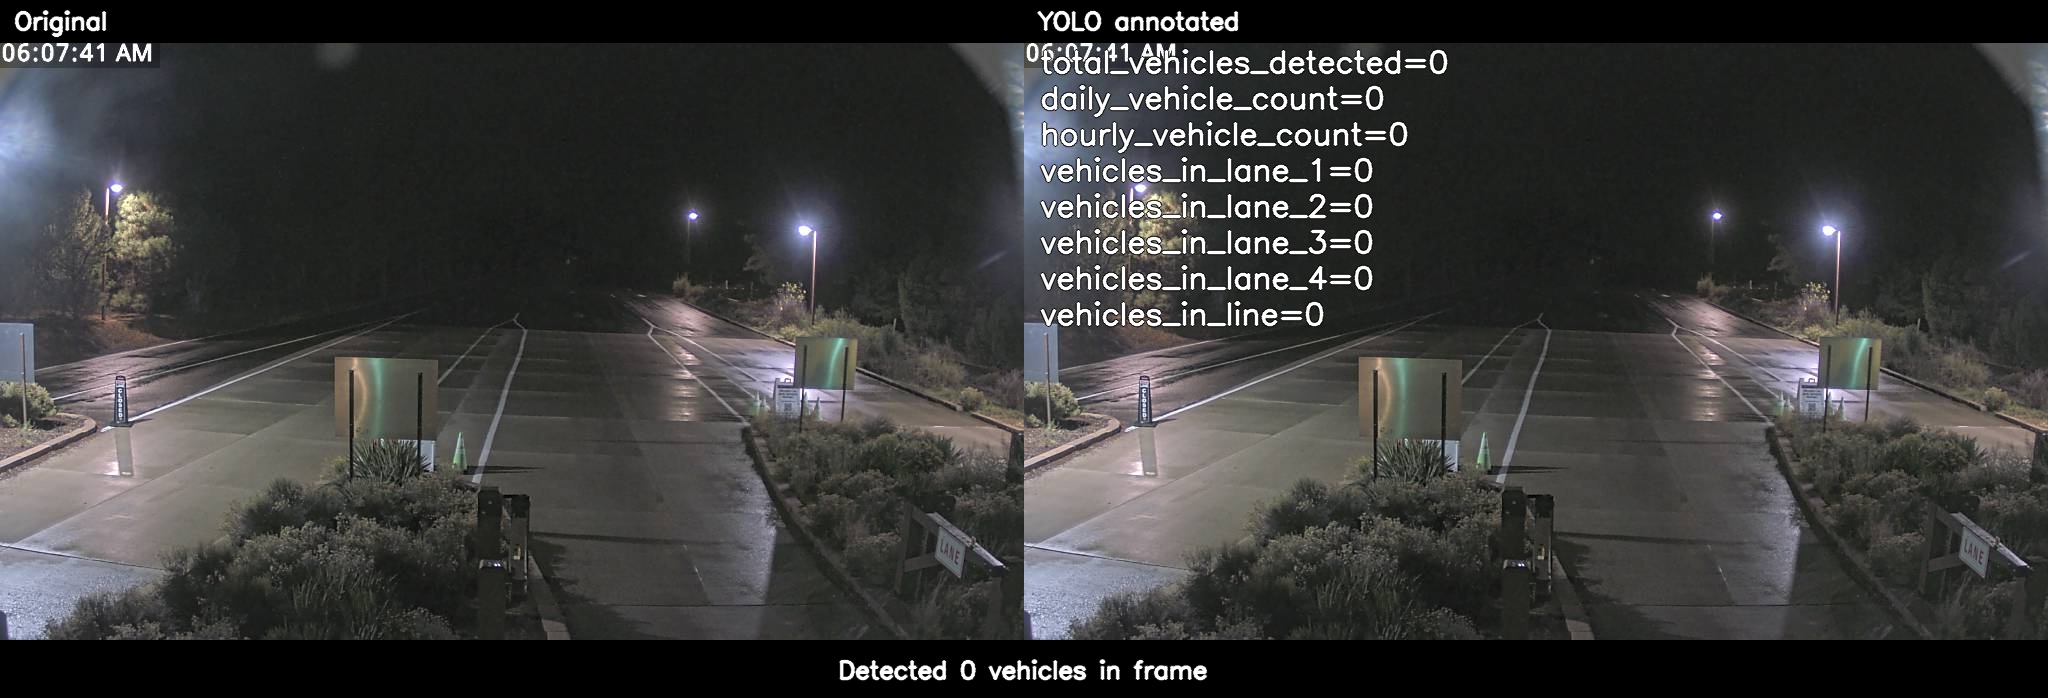 Original
06:07:41 AM
CLOSED
LANE
YOLO annotated
06:07:41 AM
total_vehicles_detected=0
daily_vehicle_count=0
hourly_vehicle_count=0
vehicles_in_lane_1=0
vehicles_in_lane_2=0
vehicles_in_lane_3=0
vehicles_in_lane_4=0
vehicles_in_line=0
CLOSED
LANE
Detected 0 vehicles in frame